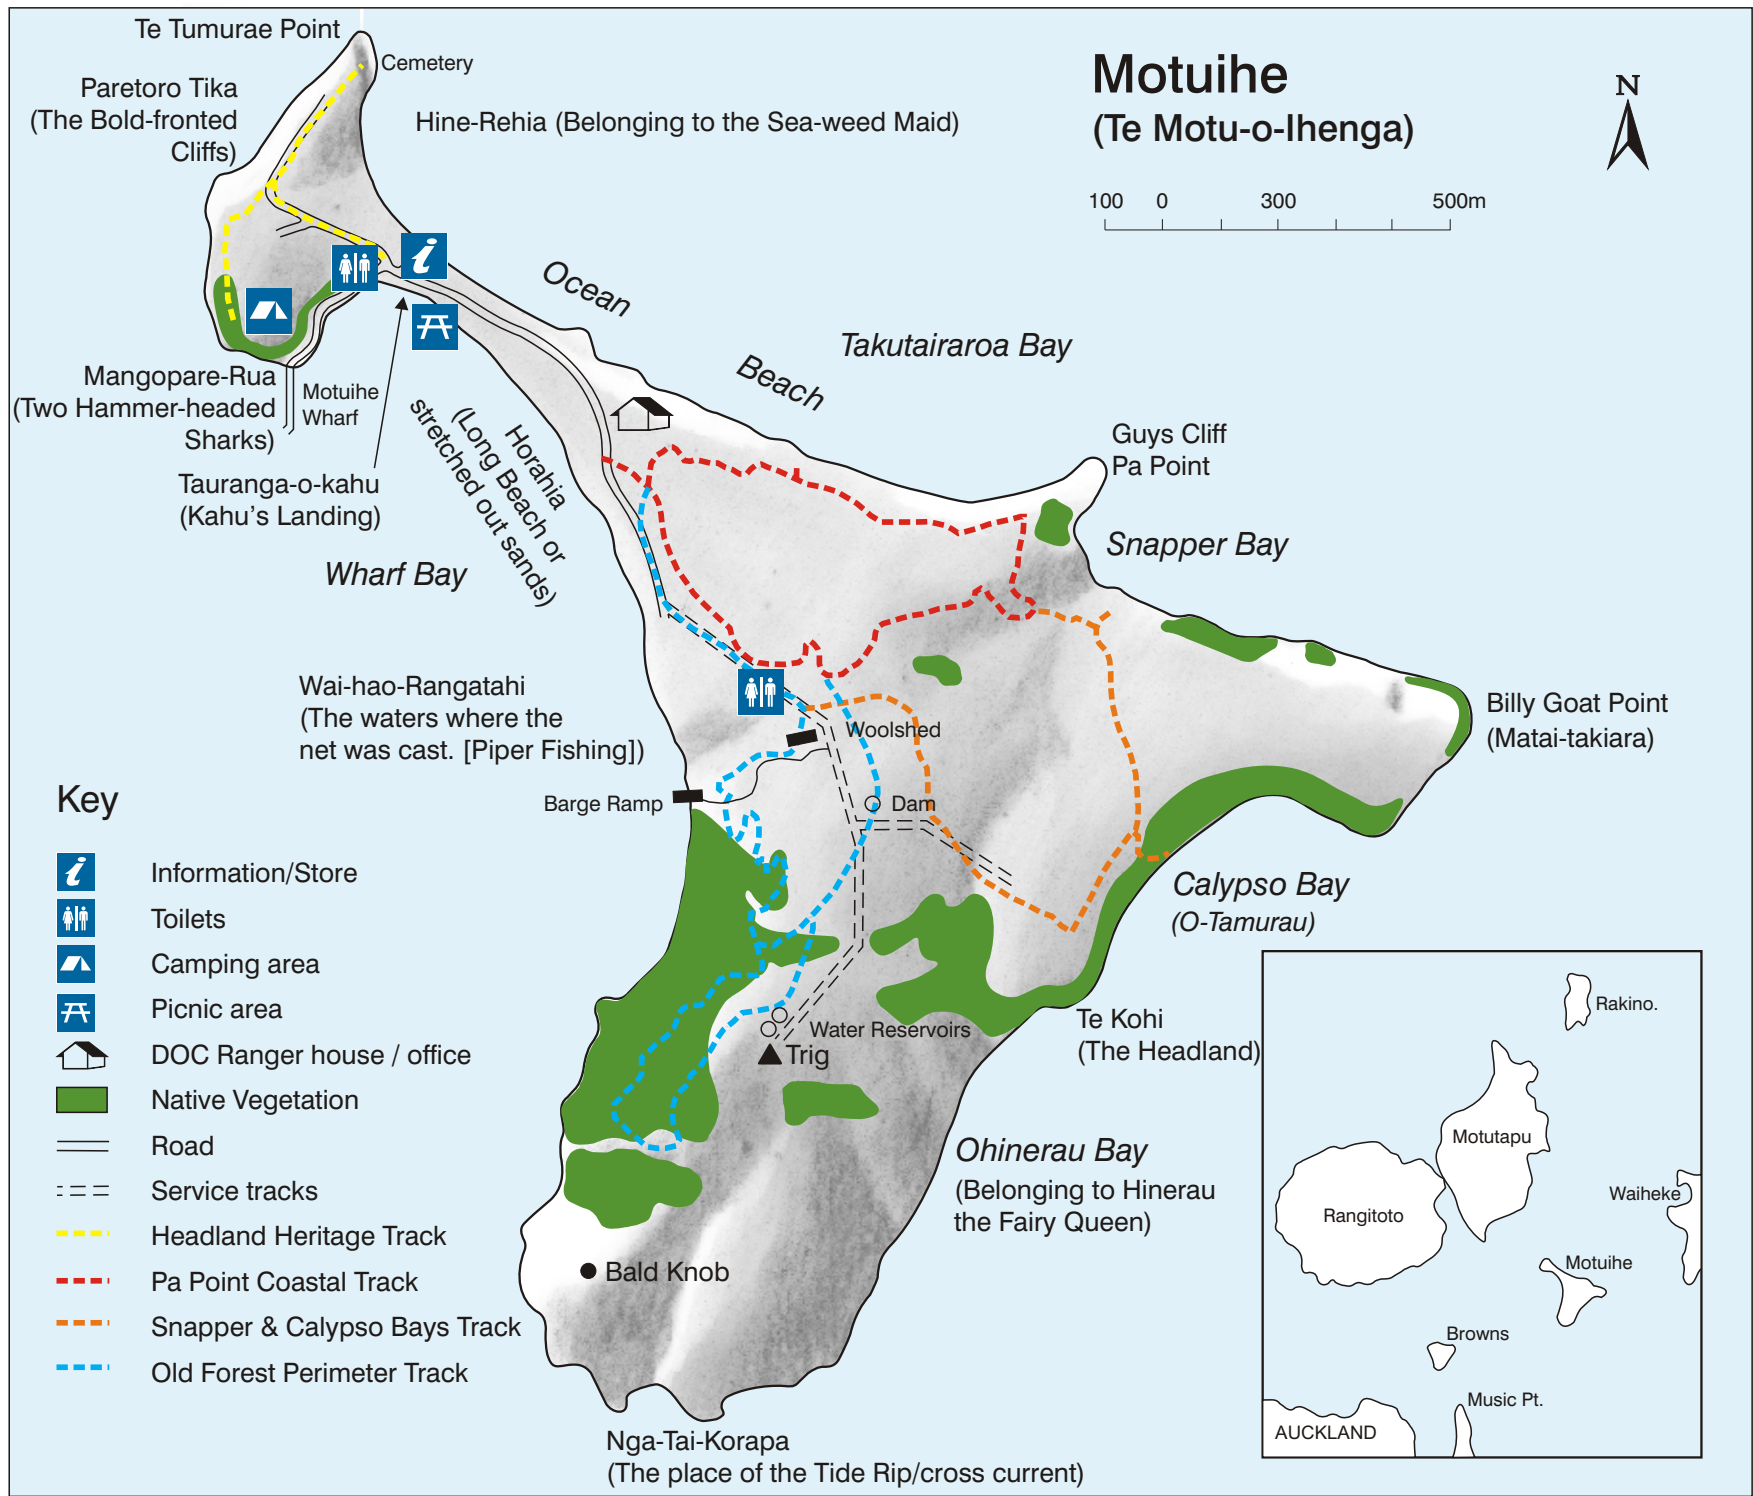 Te Tumurae Point
Cemetery
Paretoro Tika
(The Bold-fronted
Cliffs)
Hine-Rehia (Belonging to the Sea-weed Maid)
Motuihe
(Te Motu-o-Ihenga)
N
100 0 300 500m
Ocean
Beach
Takutairaroa Bay
Mangopare-Rua
(Two Hammer-headed
Sharks)
Motuihe
Wharf
Tauranga-o-kahu
(Kahu's Landing)
Horahia
(Long Beach or
stretched out sands)
Wharf Bay
Guys Cliff
Pa Point
Snapper Bay
Wai-hao-Rangatahi
(The waters where the
net was cast. [Piper Fishing])
Woolshed
Billy Goat Point
(Matai-takiara)
Barge Ramp
Dam
Calypso Bay
(O-Tamurau)
Te Kohi
(The Headland)
Water Reservoirs
Trig
Ohinerau Bay
(Belonging to Hinerau
the Fairy Queen)
Bald Knob
Nga-Tai-Korapa
(The place of the Tide Rip/cross current)
Key
Information/Store
Toilets
Camping area
Picnic area
DOC Ranger house / office
Native Vegetation
Road
Service tracks
Headland Heritage Track
Pa Point Coastal Track
Snapper & Calypso Bays Track
Old Forest Perimeter Track
Rakino.
Motutapu
Waiheke
Rangitoto
Motuihe
Browns
Music Pt.
AUCKLAND